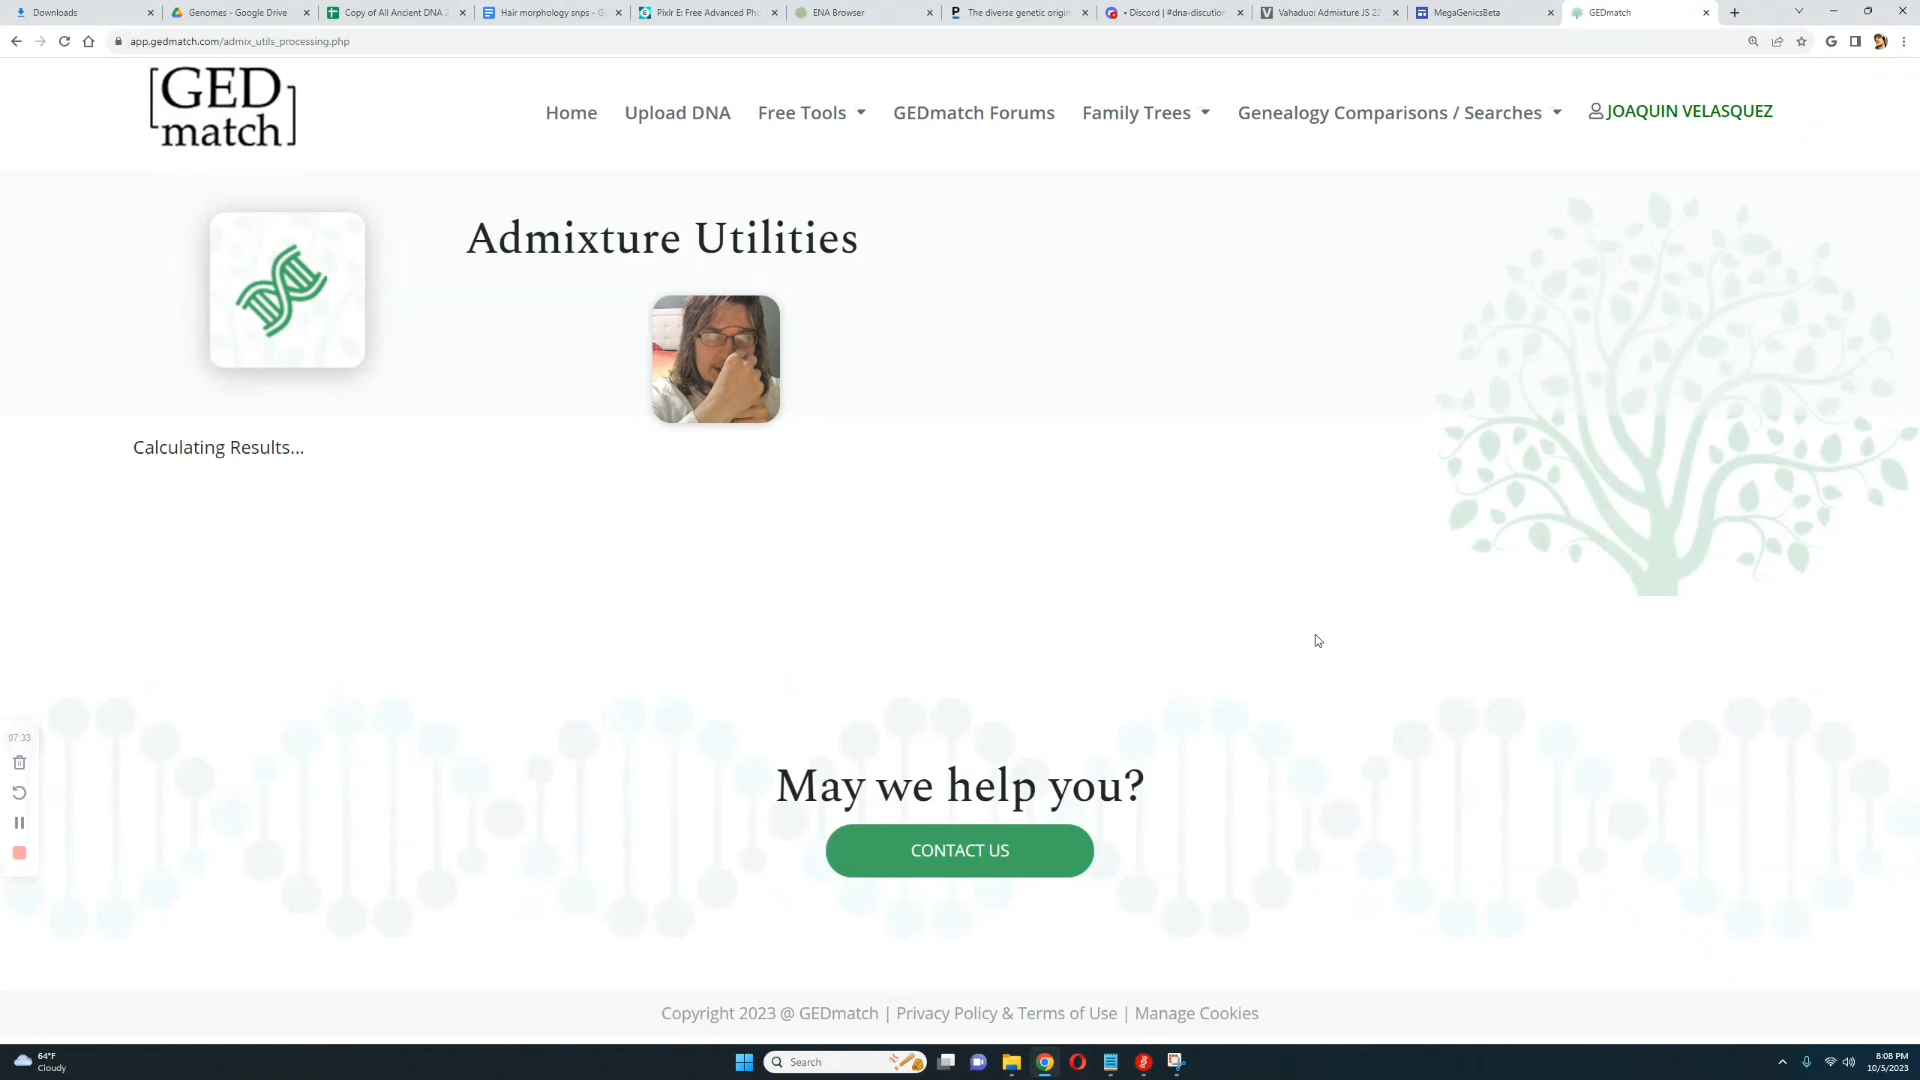 Downloads
Genomes - Google Drive
Copy of All Ancient DNA 2
Hair morphology snps - G
Pixlr E: Free Advanced Pho
ENA Browser
The diverse genetic origin
• Discord | #dna-discution
Vahaduo: Admixture JS 22
MegaGenicsBeta
GEDmatch
app.gedmatch.com/admix_utils_processing.php
[GED
match]
Home
Upload DNA
Free Tools
GEDmatch Forums
Family Trees
Genealogy Comparisons / Searches
JOAQUIN VELASQUEZ
Admixture Utilities
Calculating Results...
07:33
May we help you?
CONTACT US
Copyright 2023 @ GEDmatch | Privacy Policy & Terms of Use | Manage Cookies
64°F
Cloudy
Search
8:08 PM
10/5/2023